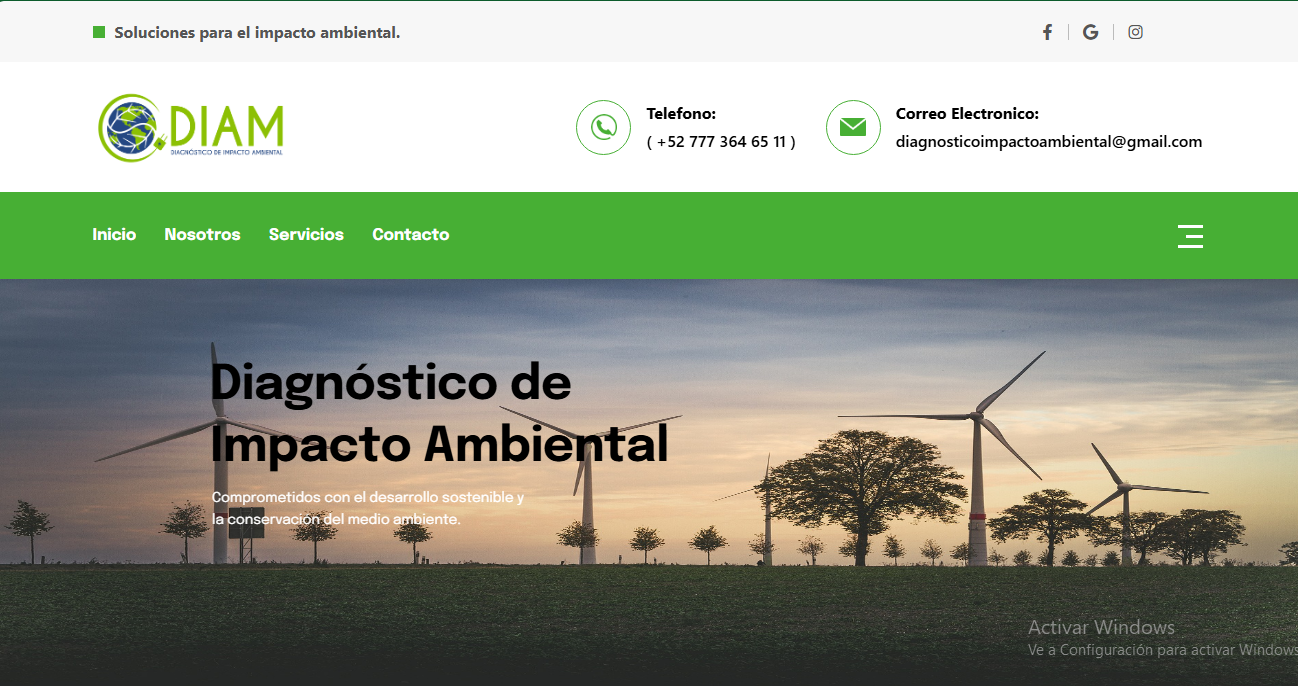 Soluciones para el impacto ambiental.
DIAM
DIAGNÓSTICO DE IMPACTO AMBIENTAL
Telefono:
( +52 777 364 65 11 )
Correo Electronico:
diagnosticoimpactoambiental@gmail.com
Inicio Nosotros Servicios Contacto
Diagnóstico de
Impacto Ambiental
Comprometidos con el desarrollo sostenible y
la conservación del medio ambiente.
Activar Windows
Ve a Configuración para activar Windows